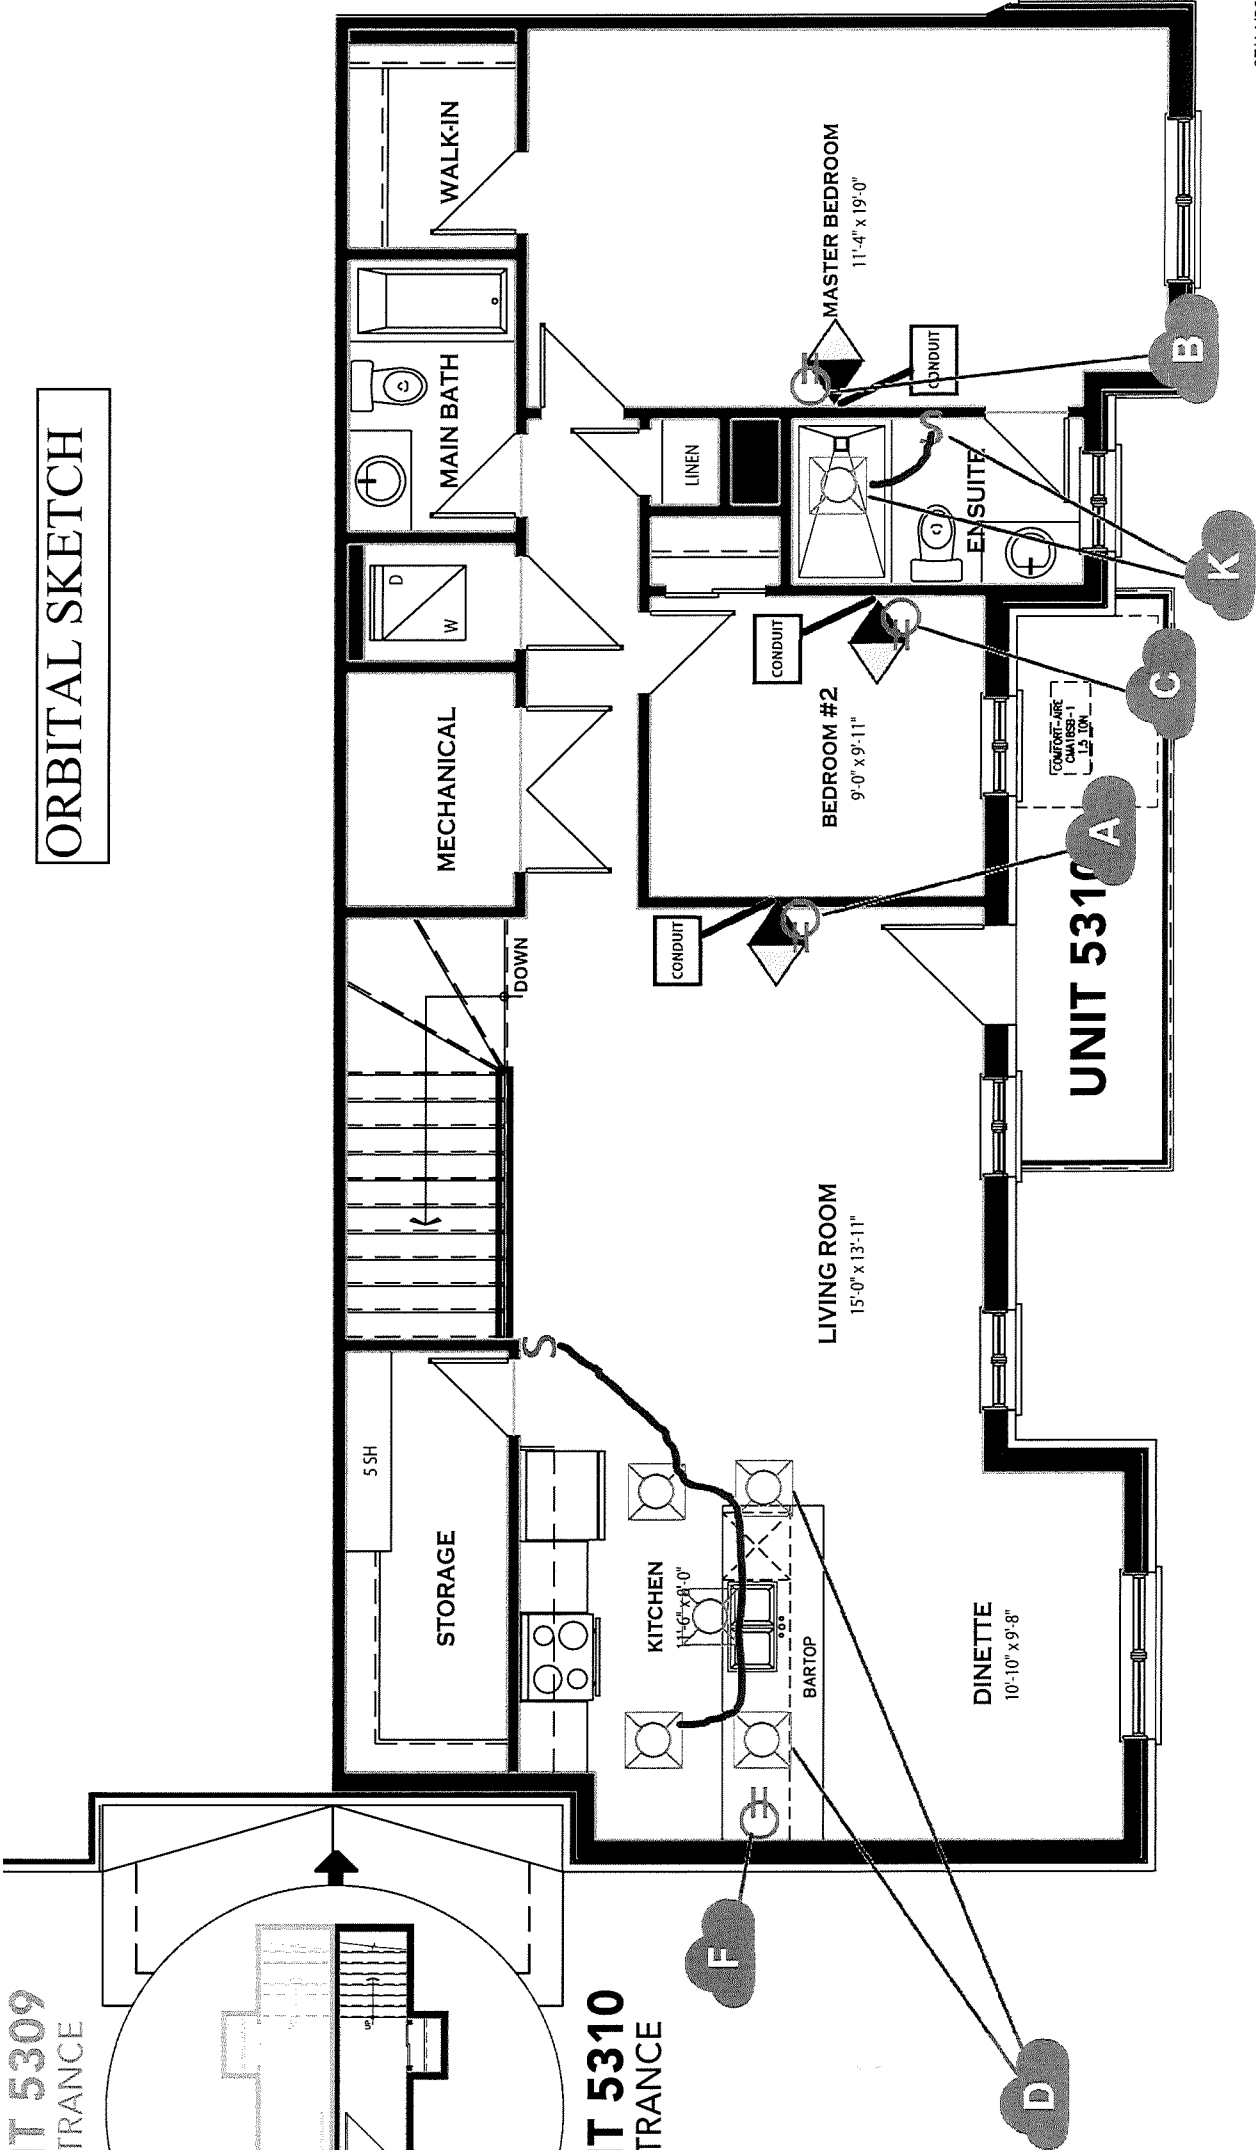 ORBITAL SKETCH
WALK-IN
MASTER BEDROOM
11'-4" x 19'-0"
MAIN BATH
CONDUIT
B
LINEN
S
ENSUITE
K
D
W
CONDUIT
C
MECHANICAL
BEDROOM #2
9'-0" x 9'-11"
COMFORT-AIRE
1.5 TON
A
CONDUIT
UNIT 5310
DOWN
LIVING ROOM
15'-0" x 13'-11"
S
5 SH
STORAGE
KITCHEN
BARTOP
DINETTE
10'-10" x 9'-8"
F
D
UP
5309
TRANCE
5310
TRANCE